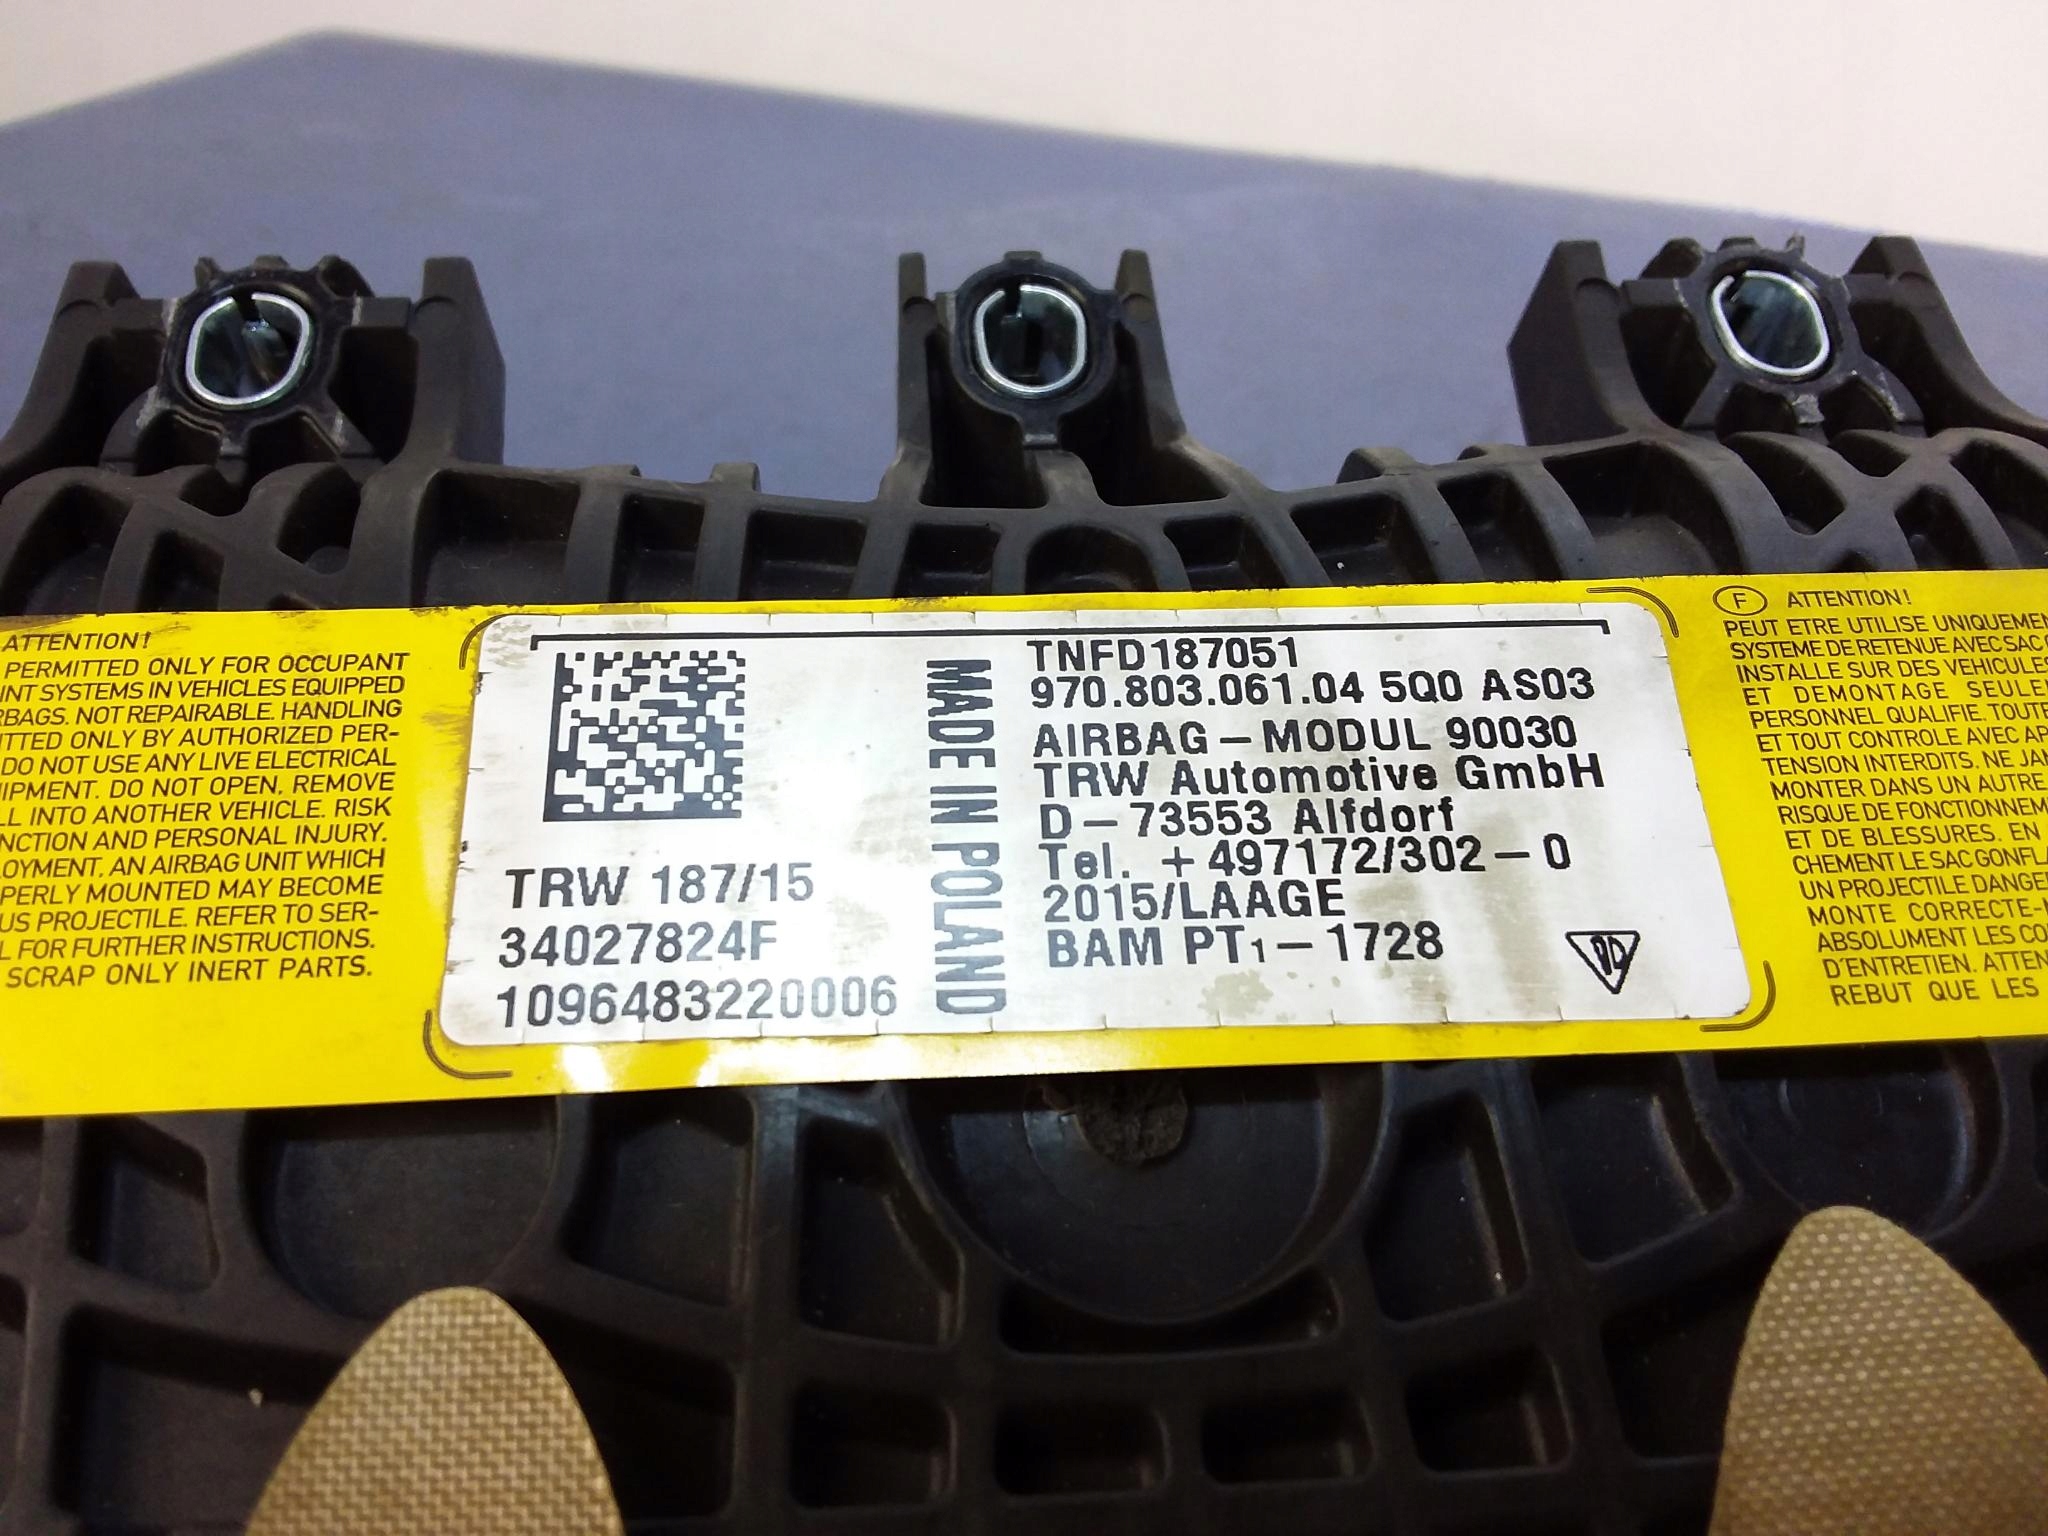 ATTENTION!
PERMITTED ONLY FOR OCCUPANT
INT SYSTEMS IN VEHICLES EQUIPPED
RBAGS. NOT REPAIRABLE. HANDLING
ITTED ONLY BY AUTHORIZED PER-
DO NOT USE ANY LIVE ELECTRICAL
IPMENT. DO NOT OPEN, REMOVE
LL INTO ANOTHER VEHICLE. RISK
NCTION AND PERSONAL INJURY.
OYMENT, AN AIRBAG UNIT WHICH
PERLY MOUNTED MAY BECOME
US PROJECTILE. REFER TO SER-
L FOR FURTHER INSTRUCTIONS.
SCRAP ONLY INERT PARTS.
TRW 187/15
34027824F
1096483220006
MADE IN POLAND
TNFD187051
970.803.061.04 5Q0 AS03
AIRBAG-MODUL 90030
TRW Automotive GmbH
D-73553 Alfdorf
Tel. +497172/302-0
2015/LAAGE
BAM PT1-1728
F ATTENTION!
PEUT ETRE UTILISE UNIQUEMEN
SYSTEME DE RETENUE AVEC SAC
INSTALLE SUR DES VEHICULES
ET DEMONTAGE SEULE
PERSONNEL QUALIFIE. TOUTE
ET TOUT CONTROLE AVEC AP
TENSION INTERDITS. NE JA
MONTER DANS UN AUTRE
RISQUE DE FONCTIONNEM
ET DE BLESSURES. EN
CHEMENT LE SAC GONFLA
UN PROJECTILE DANGE
MONTE CORRECTE-
ABSOLUMENT LES CO
D'ENTRETIEN. ATTEN
REBUT QUE LES